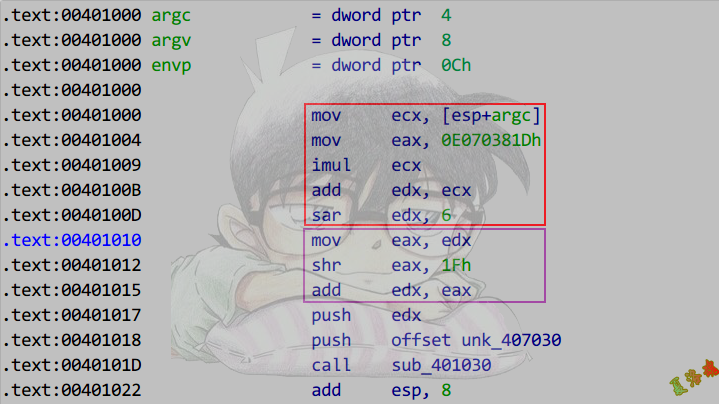 .text:00401000 argc = dword ptr 4
.text:00401000 argv = dword ptr 8
.text:00401000 envp = dword ptr 0Ch
.text:00401000
.text:00401000 mov ecx, [esp+argc]
.text:00401004 mov eax, 0E070381Dh
.text:00401009 imul ecx
.text:0040100B add edx, ecx
.text:0040100D sar edx, 6
.text:00401010 mov eax, edx
.text:00401012 shr eax, 1Fh
.text:00401015 add edx, eax
.text:00401017 push edx
.text:00401018 push offset unk_407030
.text:0040101D call sub_401030
.text:00401022 add esp, 8